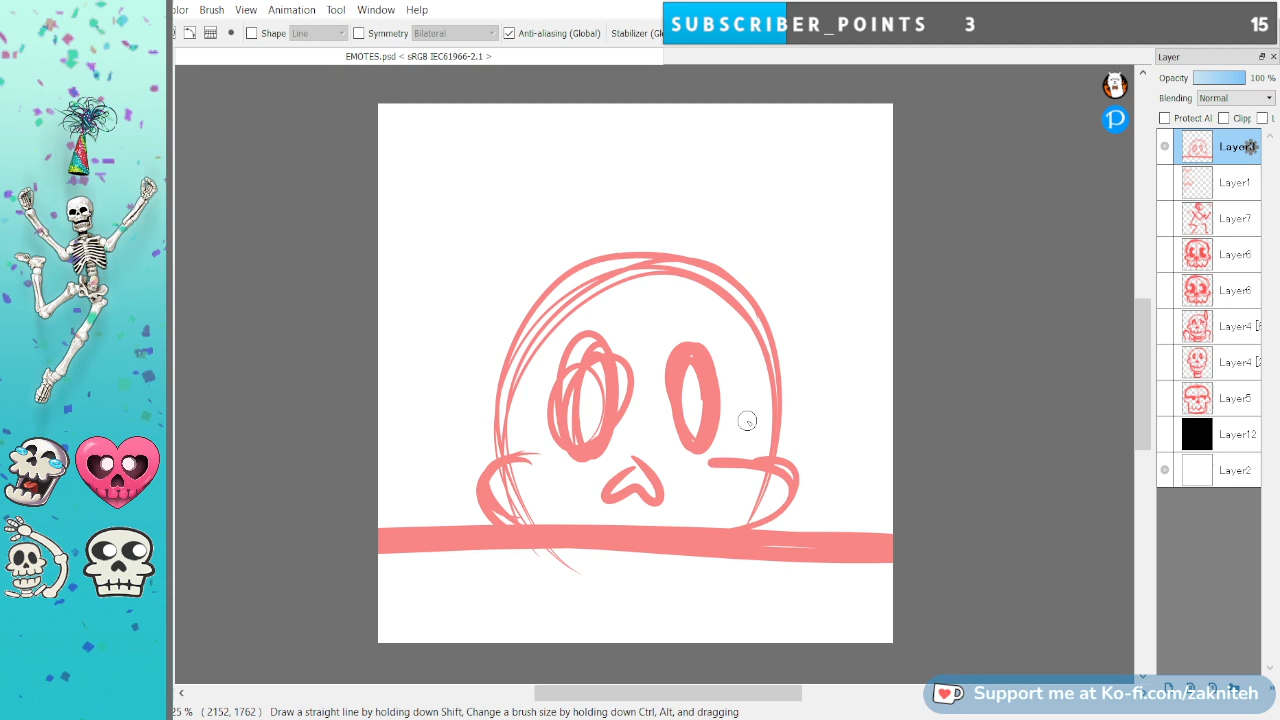 olor Brush View Animation Tool Window Help
SUBSCRIBER_POINTS 3 15
Shape Line Symmetry Bilateral Anti-aliasing (Global) Stabilizer (Gl
EMOTES.psd < sRGB IEC61966-2.1 >
Layer
Opacity 100 %
Blending Normal
Protect Al Clipp L
Layer1
Layer7
Layer6
Layer6
Layer4
Layer4
Layer5
Layer12
Layer2
Support me at Ko-fi.com/zakniteh
25 % ( 2152, 1762 ) Draw a straight line by holding down Shift, Change a brush size by holding down Ctrl, Alt, and dragging